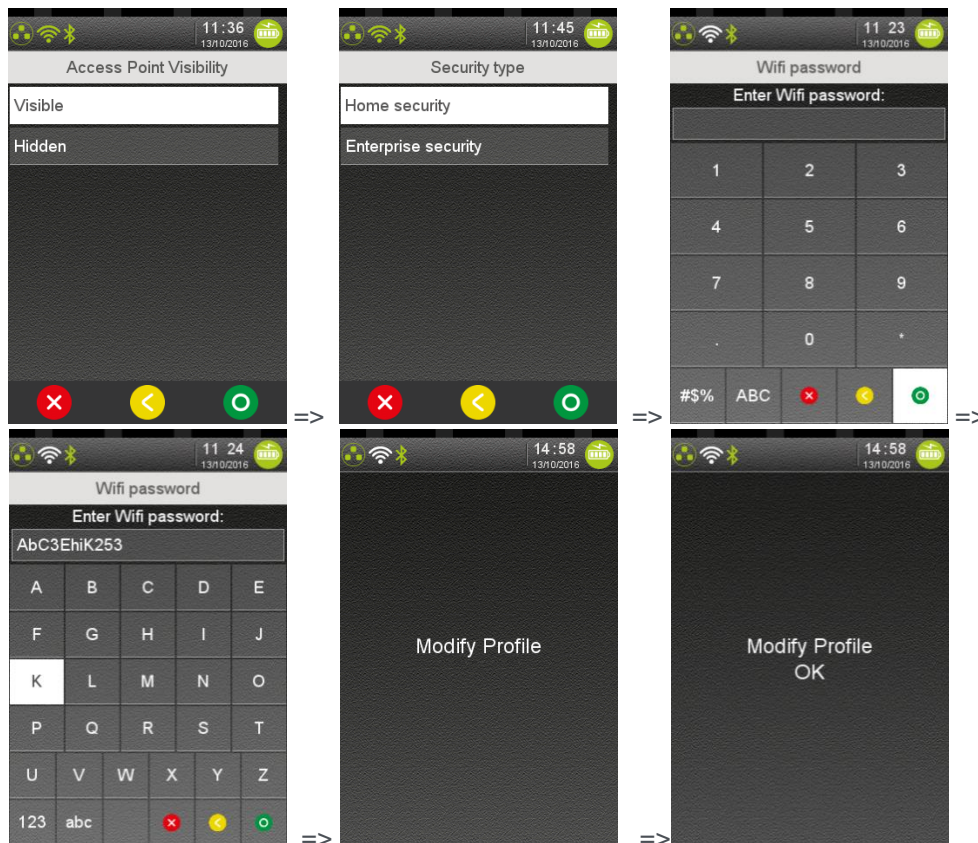 11:36
13/10/2016
Access Point Visibility
Visible
Hidden
=>
11:45
13/10/2016
Security type
Home security
Enterprise security
=>
11 23
13/10/2016
Wifi password
Enter Wifi password:
1 2 3
4 5 6
7 8 9
. 0 *
#$% ABC
=>
11 24
13/10/2016
Wifi password
Enter Wifi password:
AbC3EhiK253
A B C D E
F G H I J
K L M N O
P Q R S T
U V W X Y Z
123 abc
=>
14:58
13/10/2016
Modify Profile
=>
14:58
13/10/2016
Modify Profile
OK